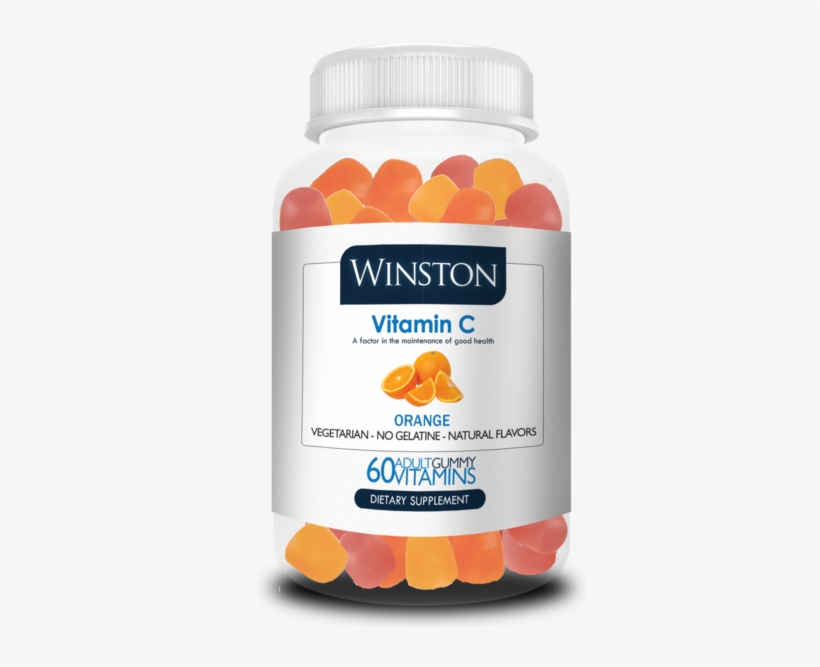 WINSTON
Vitamin C
A factor in the maintenance of good health
ORANGE
VEGETARIAN - NO GELATINE - NATURAL FLAVORS
60 ADULT GUMMY
VITAMINS
DIETARY SUPPLEMENT